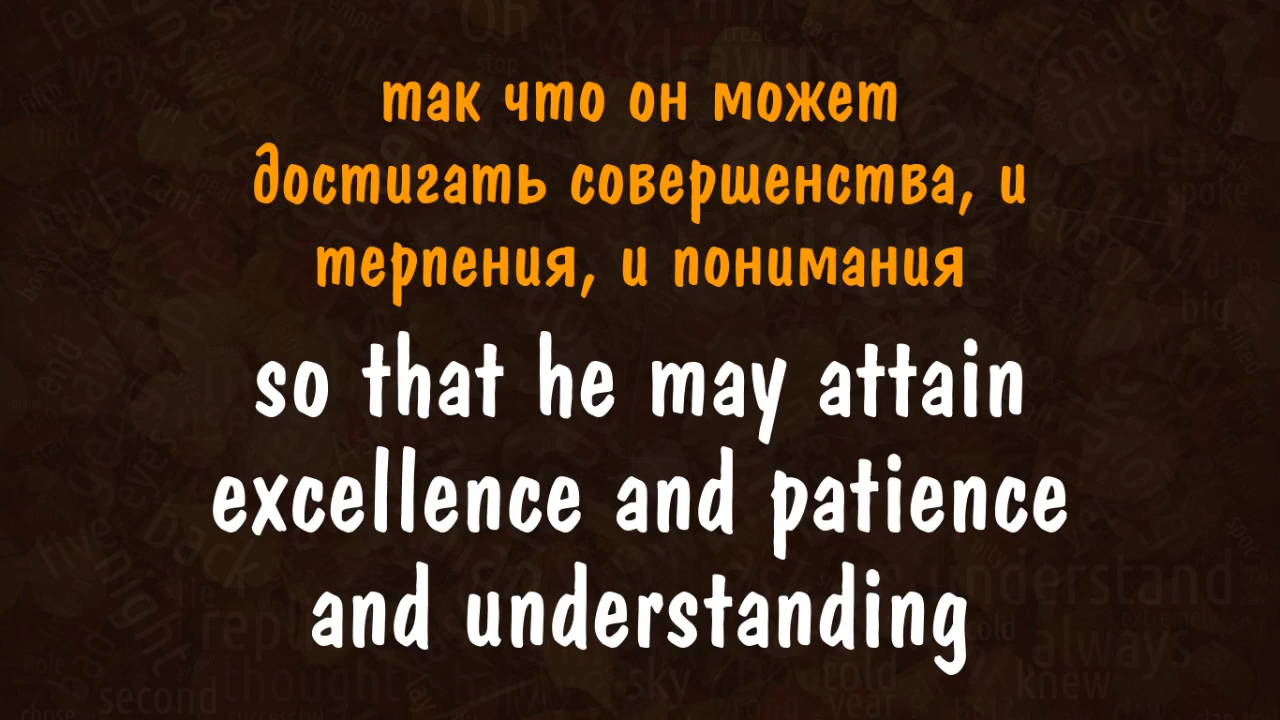 так что он может
достигать совершенства, и
терпения, и понимания
so that he may attain
excellence and patience
and understanding